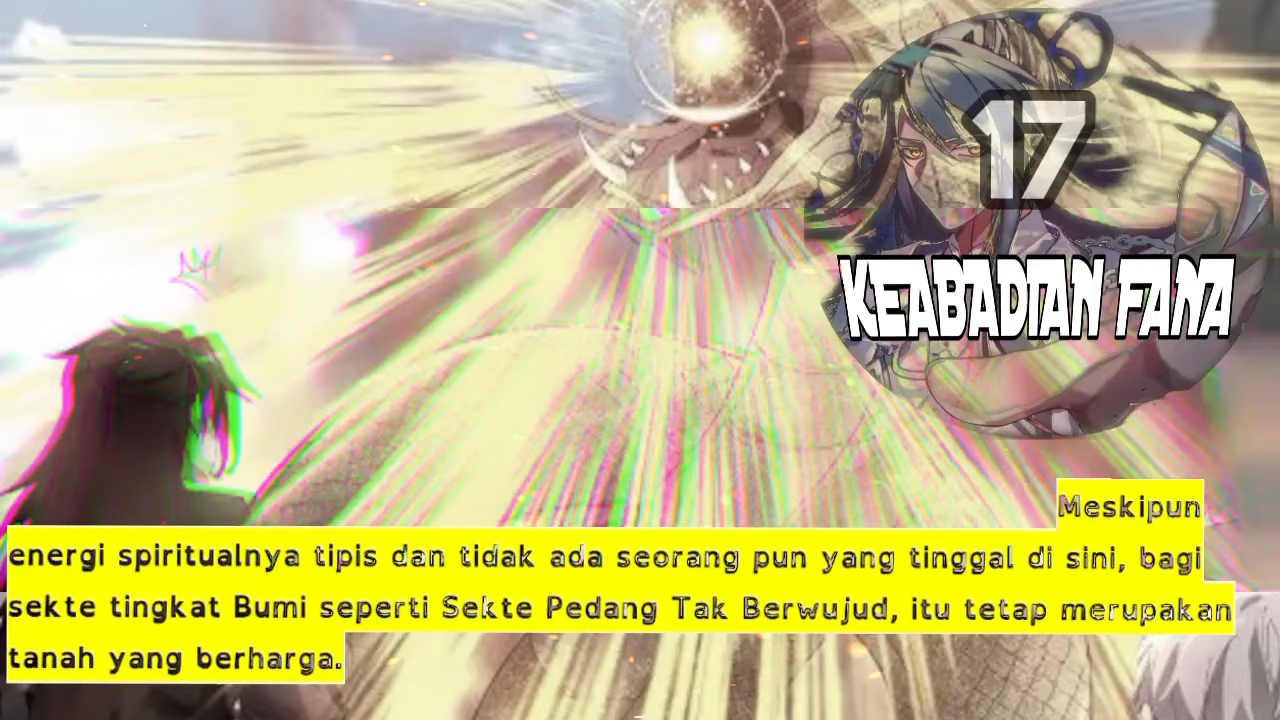 17
KEABADIAN FANA
Meskipun
energi spiritualnya tipis dan tidak ada seorang pun yang tinggal di sini, bagi
sekte tingkat Bumi seperti Sekte Pedang Tak Berwujud, itu tetap merupakan
tanah yang berharga.